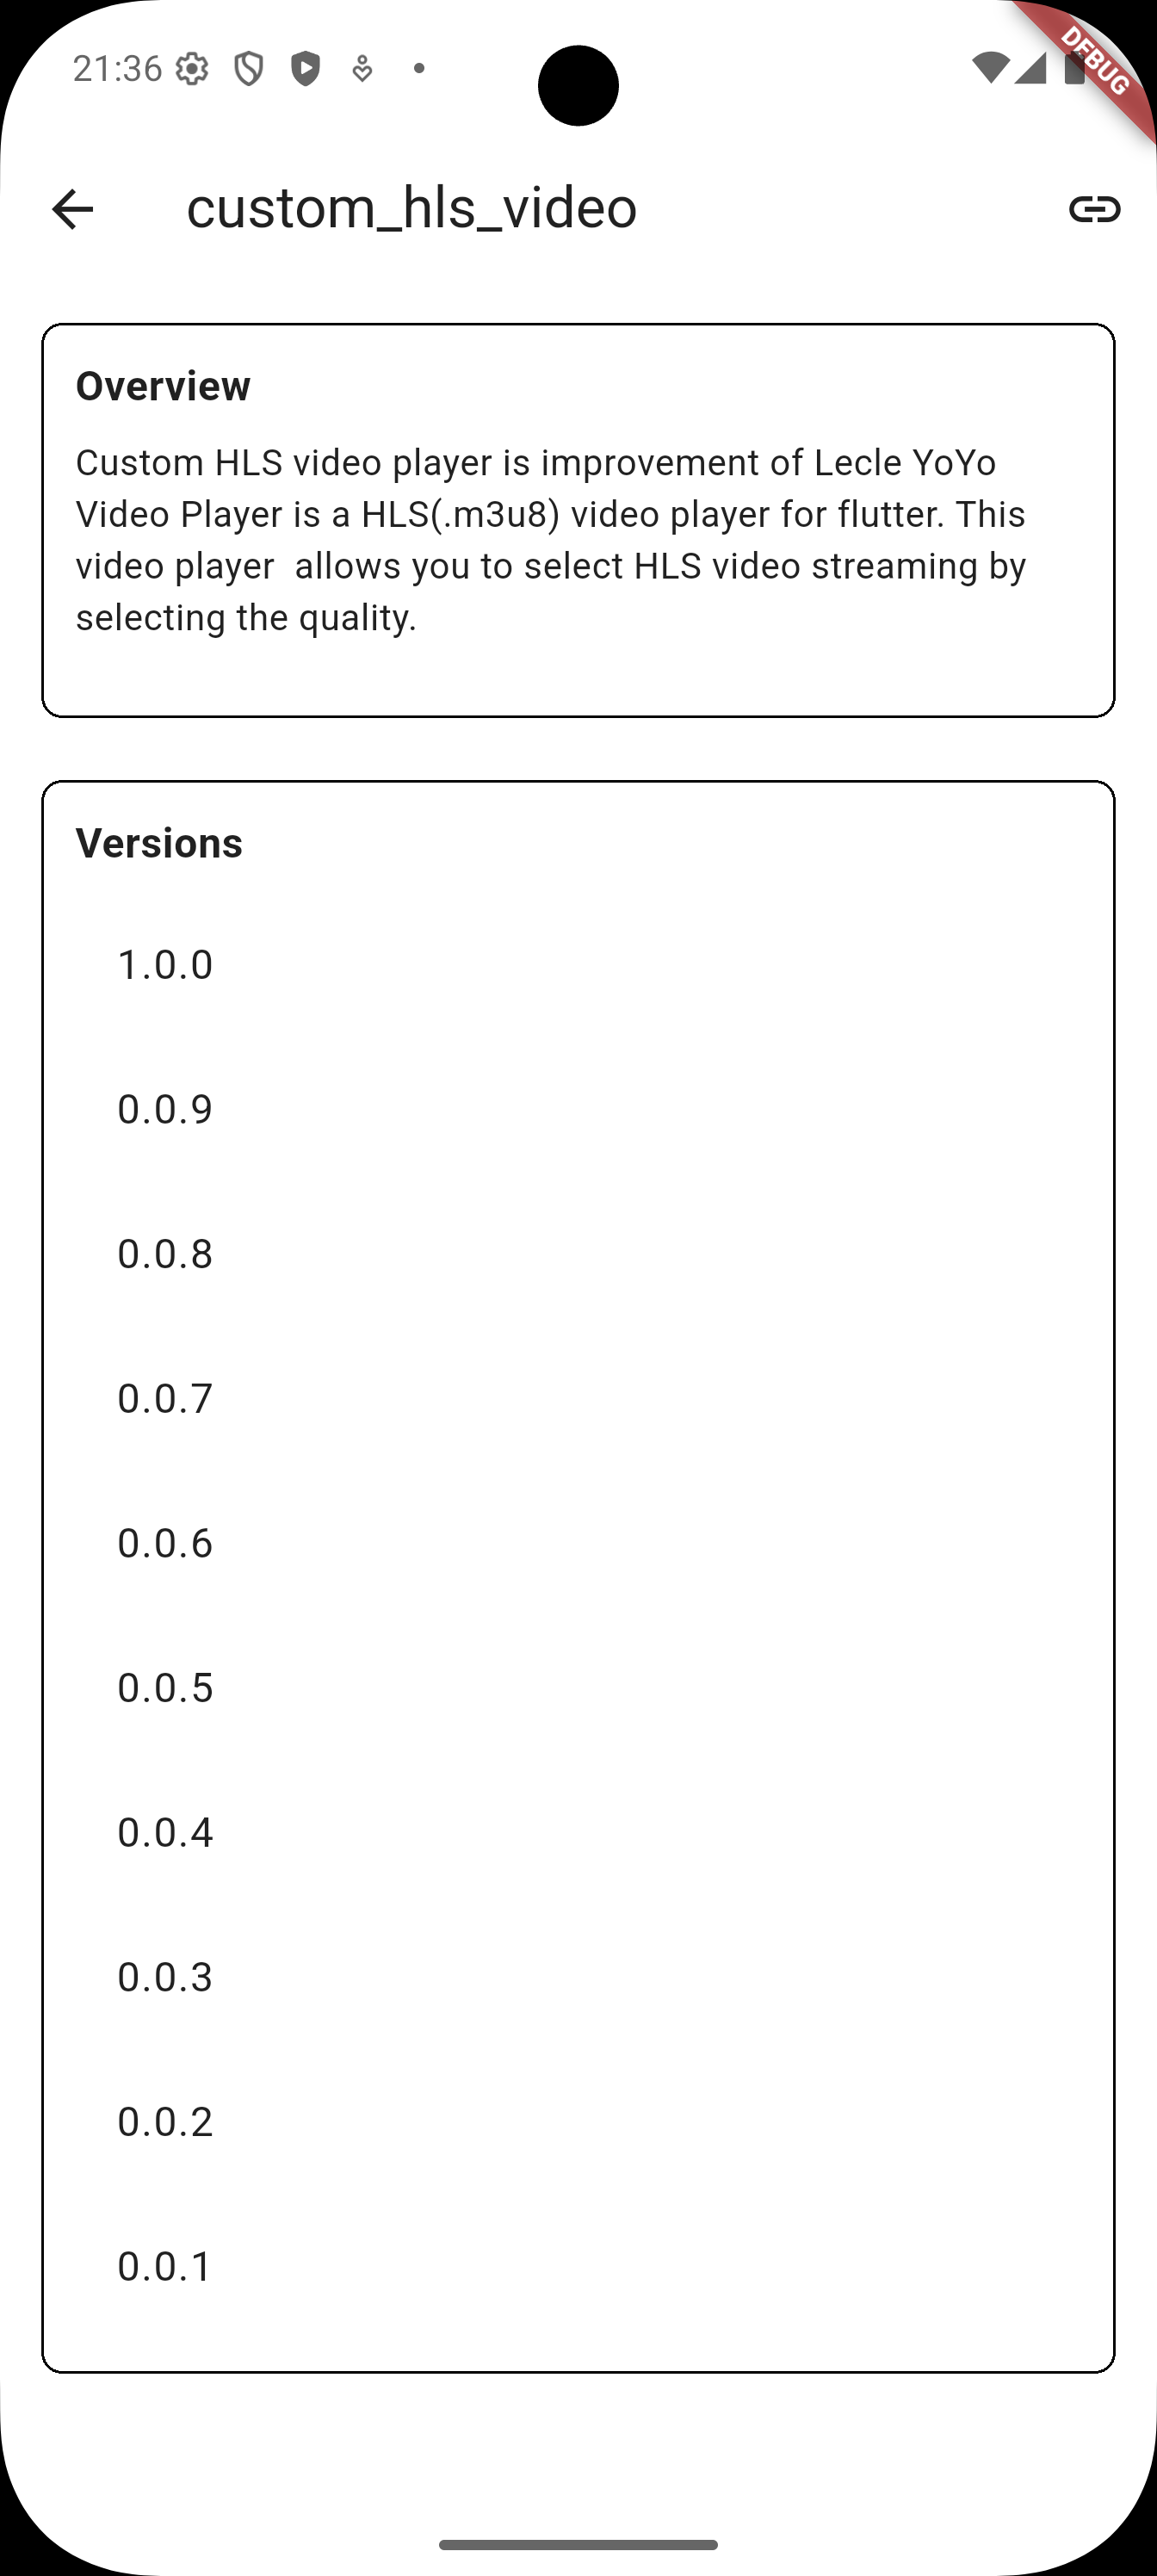 21:36
DEBUG
custom_hls_video
Overview
Custom HLS video player is improvement of Lecle YoYo
Video Player is a HLS(.m3u8) video player for flutter. This
video player  allows you to select HLS video streaming by
selecting the quality.
Versions
1.0.0
0.0.9
0.0.8
0.0.7
0.0.6
0.0.5
0.0.4
0.0.3
0.0.2
0.0.1